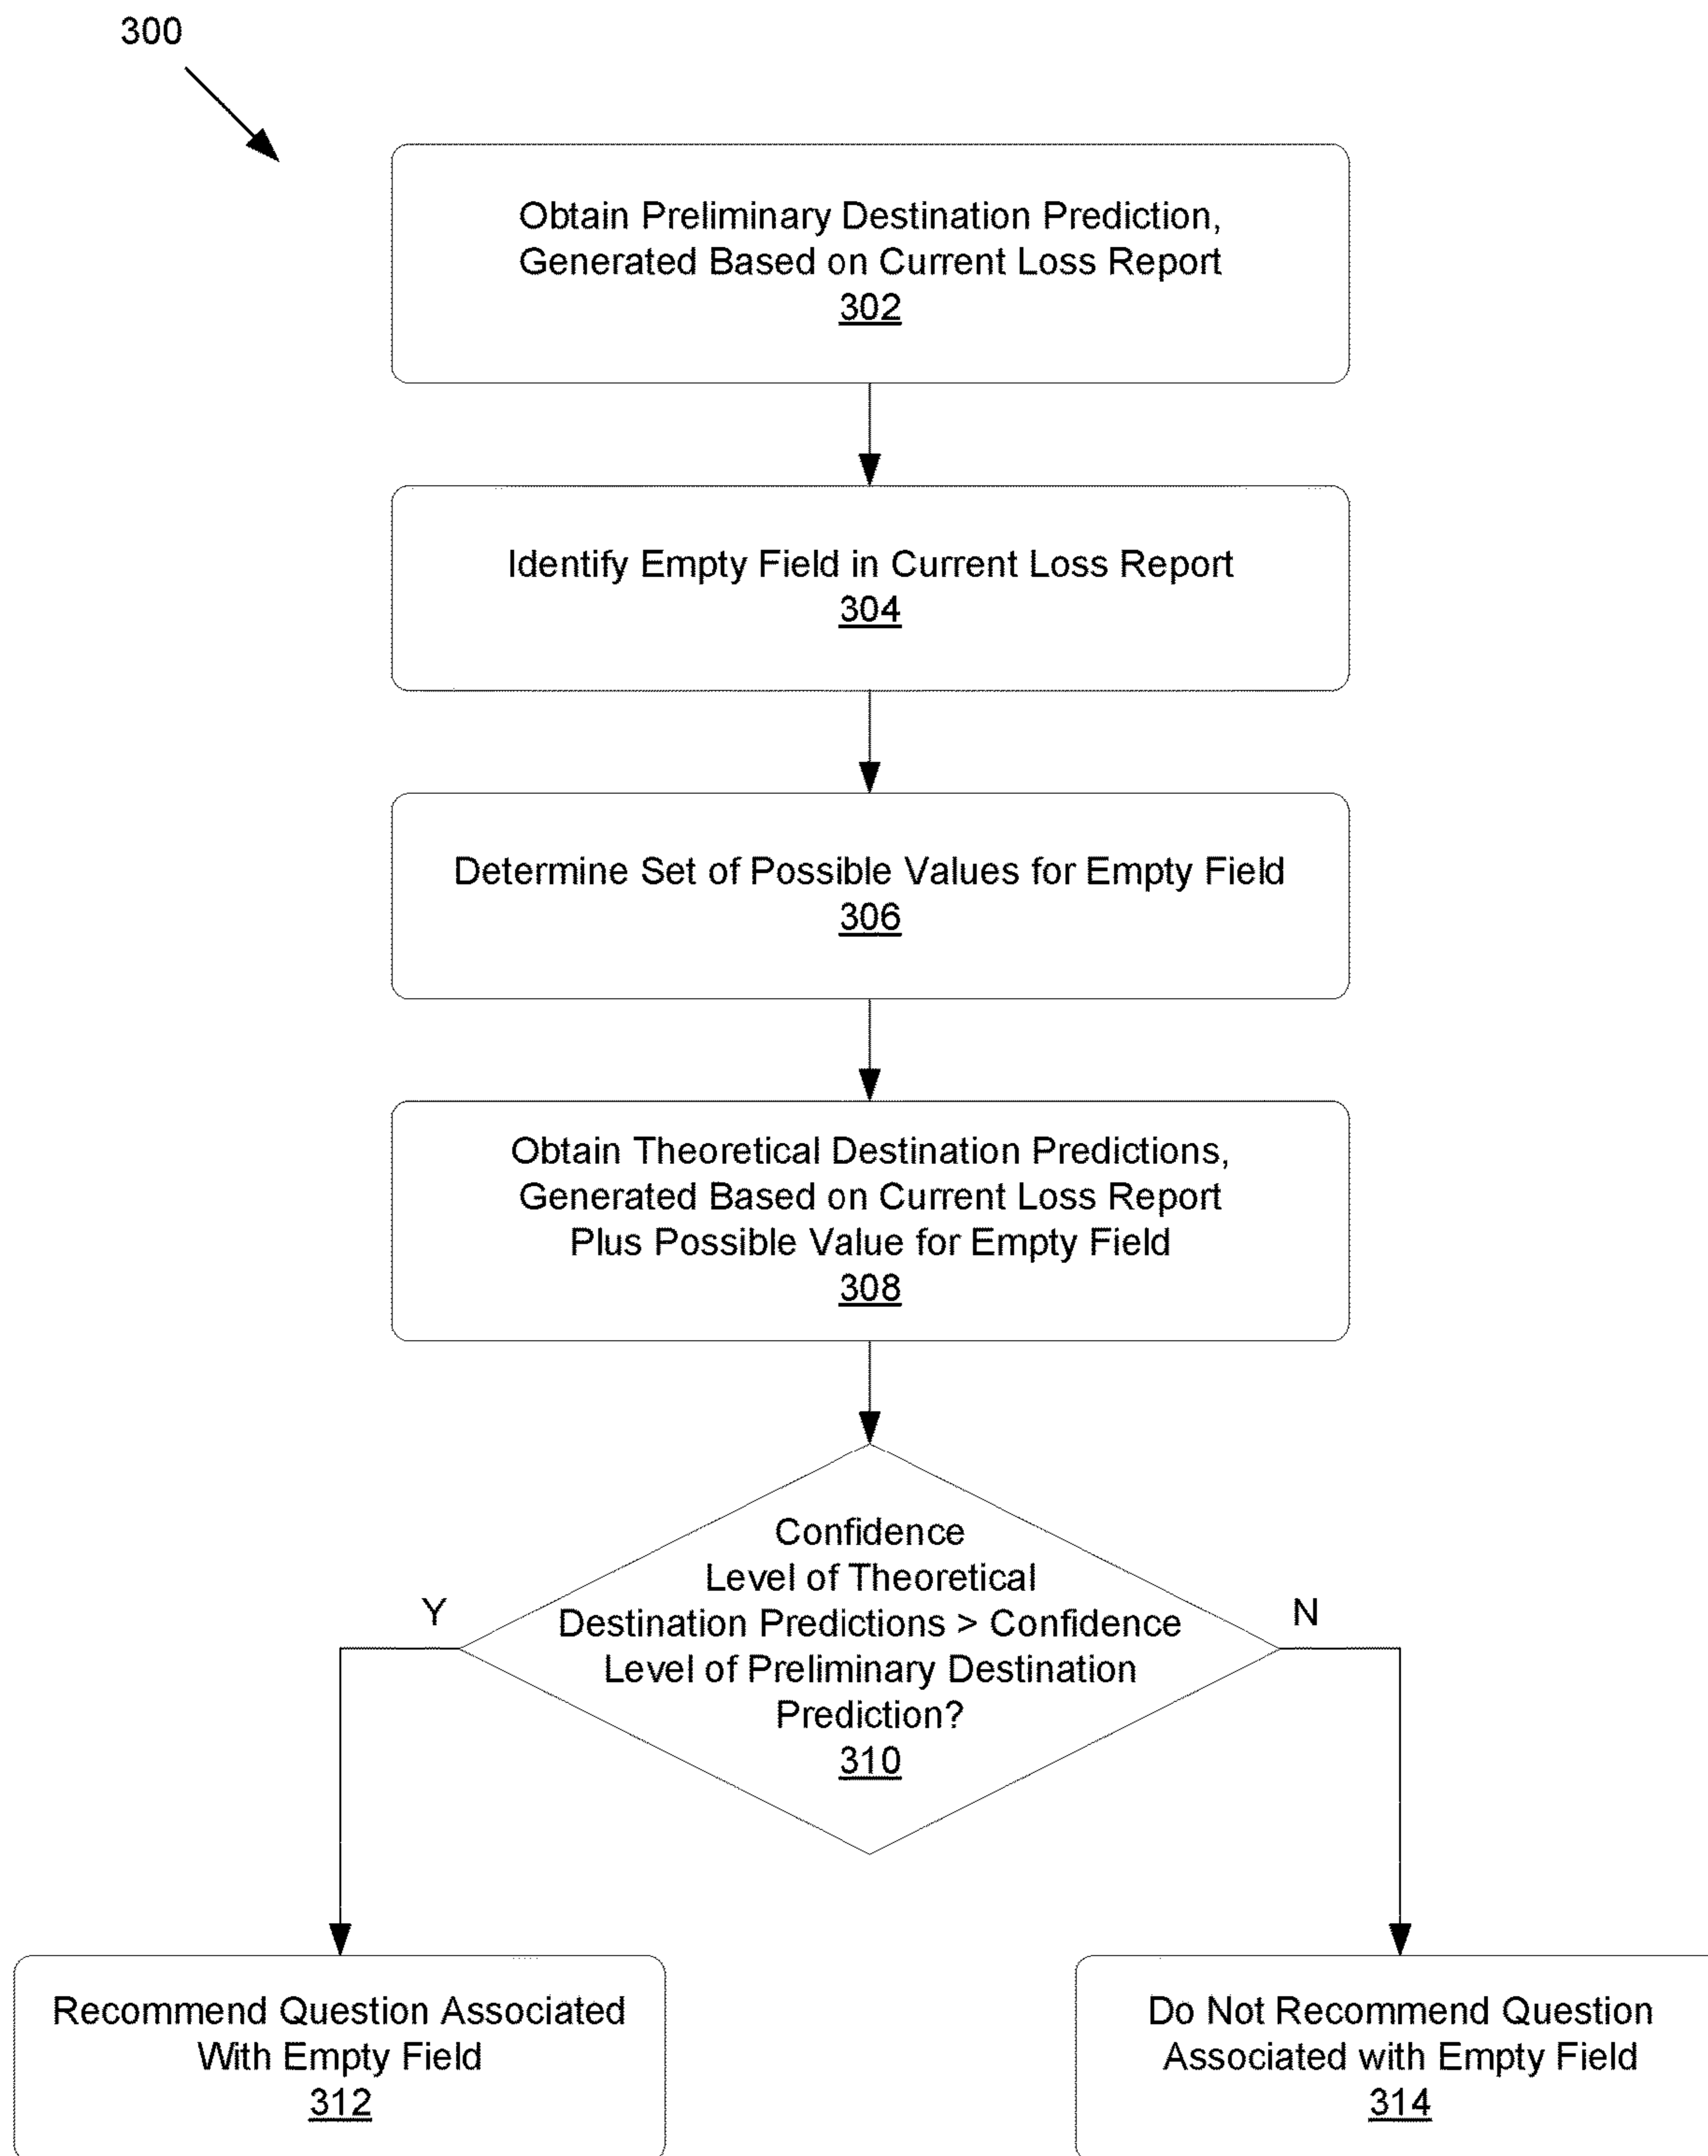 300
Obtain Preliminary Destination Prediction,
Generated Based on Current Loss Report
302
Identify Empty Field in Current Loss Report
304
Determine Set of Possible Values for Empty Field
306
Obtain Theoretical Destination Predictions,
Generated Based on Current Loss Report
Plus Possible Value for Empty Field
308
Confidence
Level of Theoretical
Destination Predictions > Confidence
Level of Preliminary Destination
Prediction?
310
Y
N
Recommend Question Associated
With Empty Field
312
Do Not Recommend Question
Associated with Empty Field
314